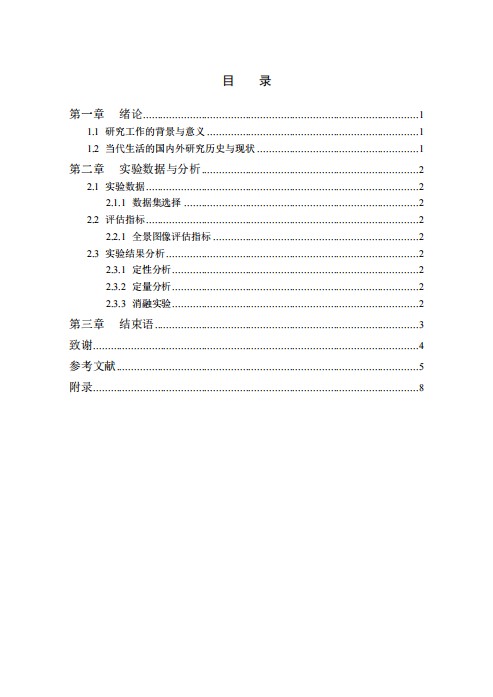 目 录
第一章 绪论 1
1.1 研究工作的背景与意义 1
1.2 当代生活的国内外研究历史与现状 1
第二章 实验数据与分析 2
2.1 实验数据 2
2.1.1 数据集选择 2
2.2 评估指标 2
2.2.1 全景图像评估指标 2
2.3 实验结果分析 2
2.3.1 定性分析 2
2.3.2 定量分析 2
2.3.3 消融实验 2
第三章 结束语 3
致谢 4
参考文献 5
附录 8